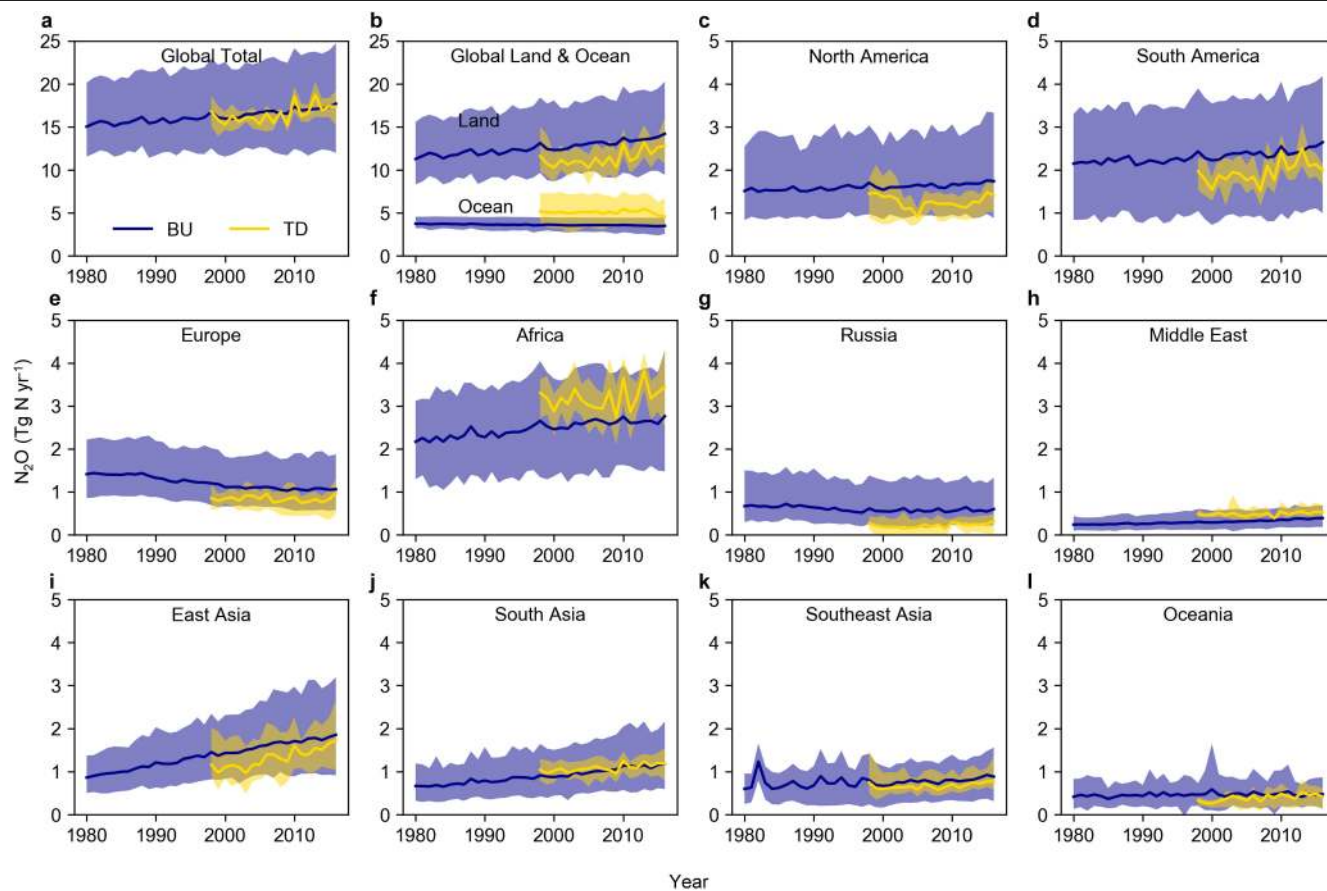 a b c d
25 25 5 5
Global Total Global Land & Ocean North America South America
20 20 4 4
15 15 3 3
Land
10 10 2 2
Ocean
5 5 1 1
BU TD
0 0 0 0
1980 1990 2000 2010 1980 1990 2000 2010 1980 1990 2000 2010 1980 1990 2000 2010
e f g h
5 5 5 5
Europe Africa Russia Middle East
4 4 4 4
3 3 3 3
2 2 2 2
1 1 1 1
0 0 0 0
1980 1990 2000 2010 1980 1990 2000 2010 1980 1990 2000 2010 1980 1990 2000 2010
N₂O (Tg N yr⁻¹)
i j k l
5 5 5 5
East Asia South Asia Southeast Asia Oceania
4 4 4 4
3 3 3 3
2 2 2 2
1 1 1 1
0 0 0 0
1980 1990 2000 2010 1980 1990 2000 2010 1980 1990 2000 2010 1980 1990 2000 2010
Year